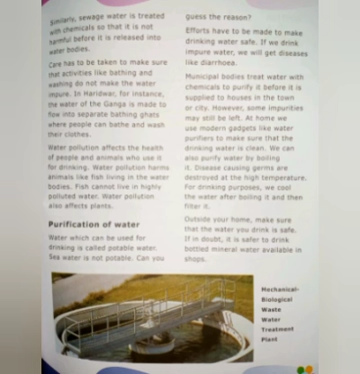 Similarly, sewage water is treated
with chemicals so that it is not
harmful before it is released into
water bodies.
Care has to be taken to make sure
that activities like bathing and
washing do not make the water
impure. In Haridwar, for instance,
the water of the Ganga is made to
flow into separate bathing ghats
where people can bathe and wash
their clothes.
Water pollution affects the health
of people and animals who use it
for drinking. Water pollution harms
animals like fish living in the water
bodies. Fish cannot live in highly
polluted water. Water pollution
also affects plants.
Purification of water
Water which can be used for
drinking is called potable water.
Sea water is not potable. Can you
guess the reason?
Efforts have to be made to make
drinking water safe. If we drink
impure water, we will get diseases
like diarrhoea.
Municipal bodies treat water with
chemicals to purify it before it is
supplied to houses in the town
or city. However, some impurities
may still be left. At home we
use modern gadgets like water
purifiers to make sure that the
drinking water is clean. We can
also purify water by boiling
it. Disease causing germs are
destroyed at the high temperature.
For drinking purposes, we cool
the water after boiling it and then
filter it.
Outside your home, make sure
that the water you drink is safe.
If in doubt, it is safer to drink
bottled mineral water available in
shops.
Mechanical-
Biological
Waste
Water
Treatment
Plant